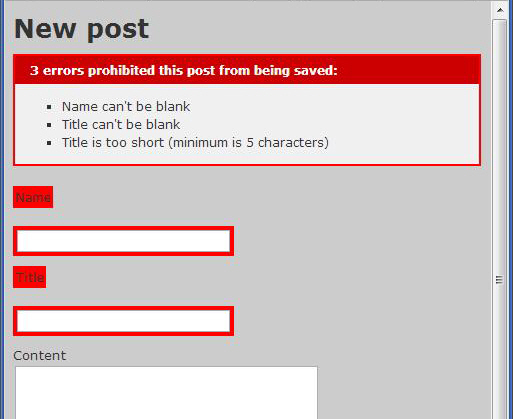 New post
3 errors prohibited this post from being saved:
Name can't be blank
Title can't be blank
Title is too short (minimum is 5 characters)
Name
Title
Content